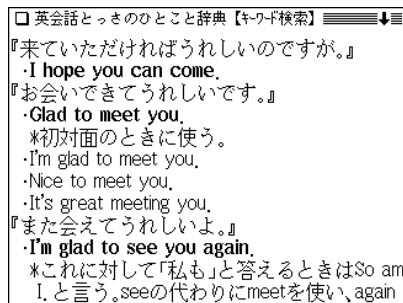 英会話とっさのひとこと辞典【キーワード検索】
『来ていただければうれしいのですが。』
·I hope you can come.
『お会いできてうれしいです。』
·Glad to meet you.
*初対面のときに使う。
·I'm glad to meet you.
·Nice to meet you.
·It's great meeting you.
『また会えてうれしいよ。』
·I'm glad to see you again.
*これに対して「私も」と答えるときはSo am
I.と言う。seeの代わりにmeetを使い、again